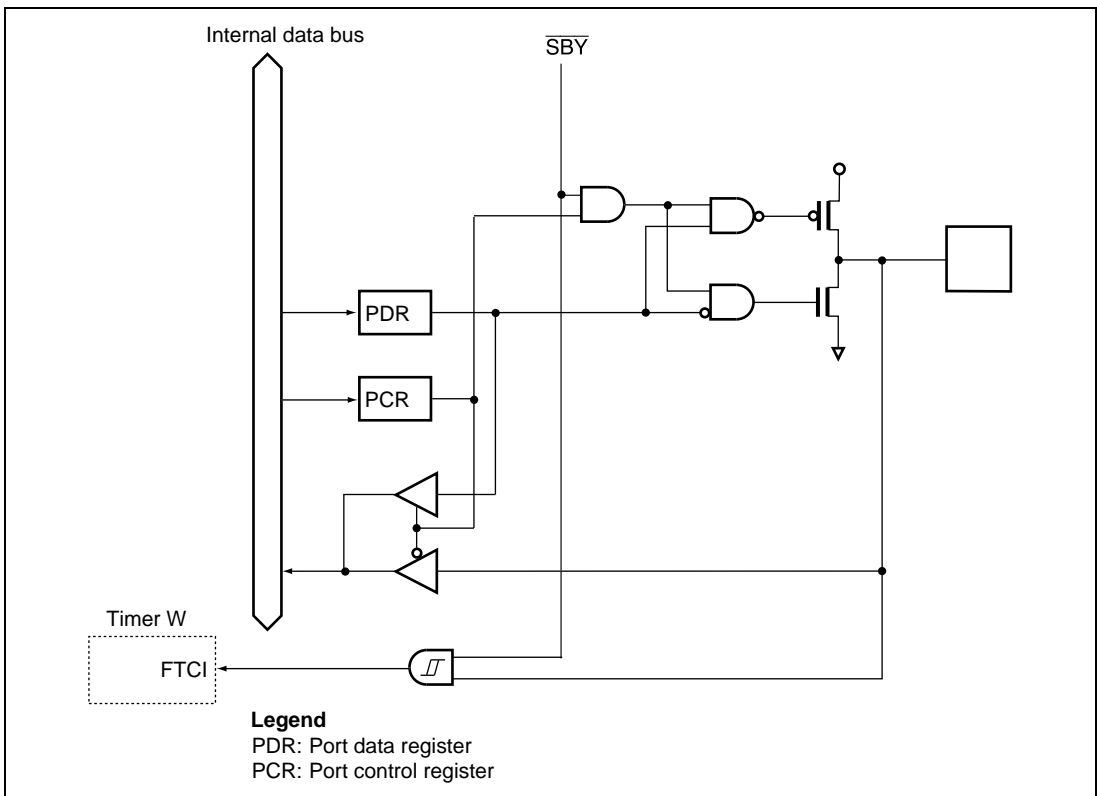 Internal data bus
SBY
PDR
PCR
Timer W
FTCI
Legend
PDR: Port data register
PCR: Port control register